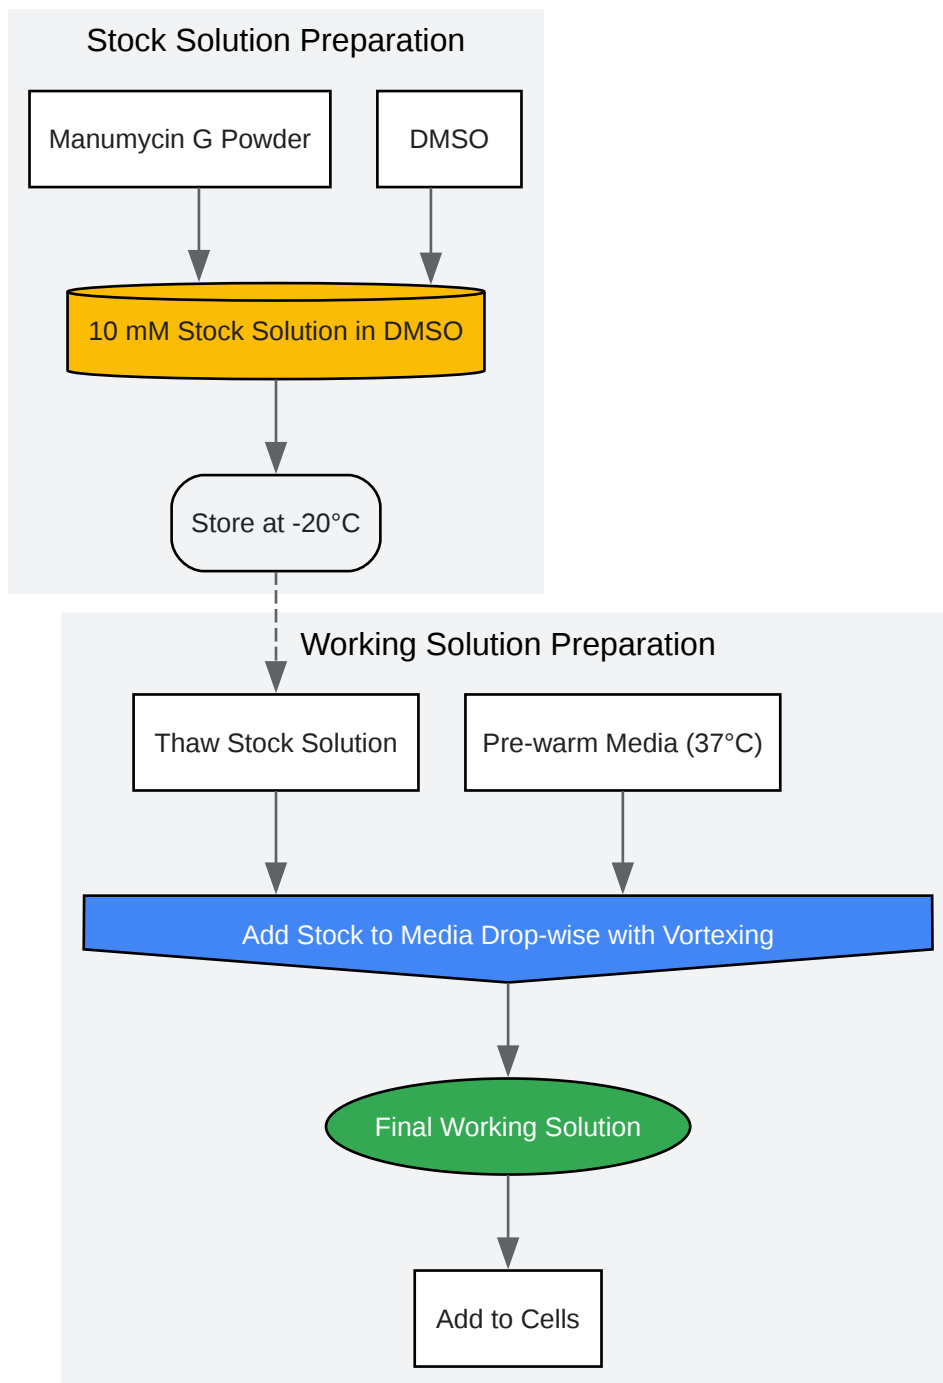 Stock Solution Preparation
Manumycin G Powder
DMSO
10 mM Stock Solution in DMSO
Store at -20°C
Working Solution Preparation
Thaw Stock Solution
Pre-warm Media (37°C)
Add Stock to Media Drop-wise with Vortexing
Final Working Solution
Add to Cells